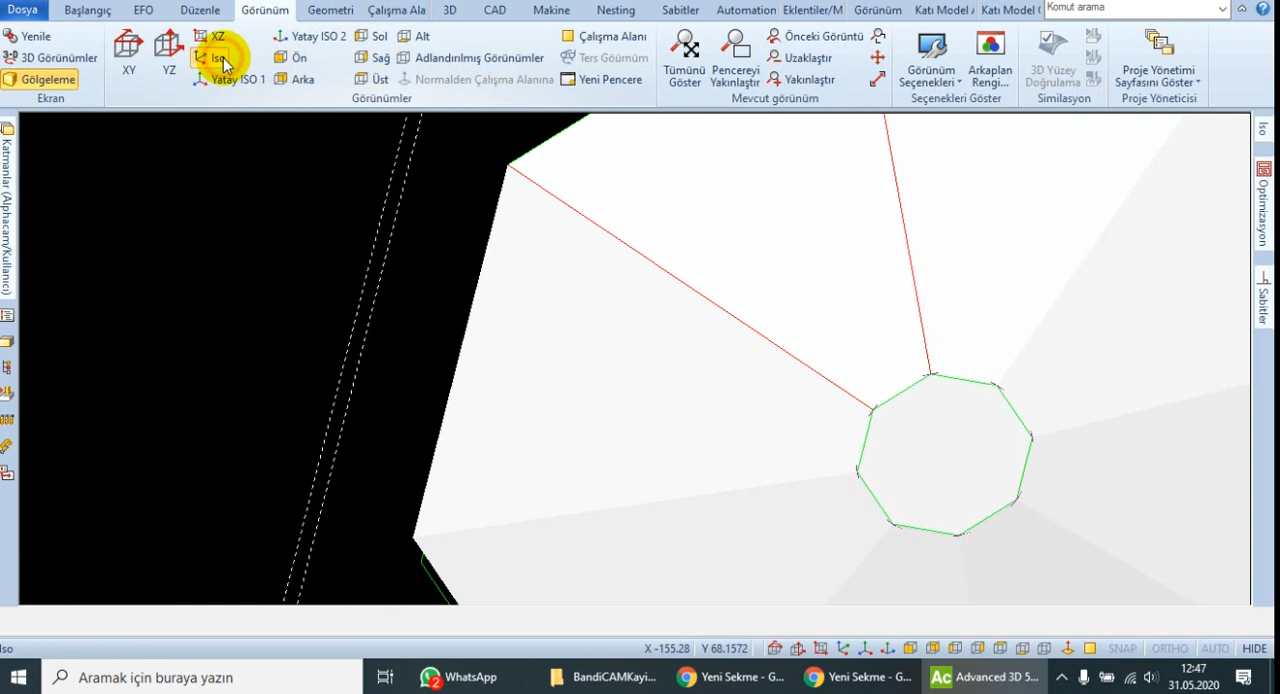 Dosya Başlangıç EFO Düzenle Görünüm Geometri Çalışma Ala 3D CAD Makine Nesting Sabitler Automation Eklentiler/M Görünüm Katı Model A Katı Model ( Komut arama
Yenile
3D Görünümler
Gölgeleme
Ekran
XY
YZ
XZ
Iso
Yatay ISO 1
Yatay ISO 2
Ön
Arka
Sol
Sağ
Üst
Alt
Adlandırılmış Görünümler
Normalden Çalışma Alanına
Çalışma Alanı
Ters Göörnüm
Yeni Pencere
Görünümler
Tümünü Göster
Pencereyi Yakınlaştır
Önceki Görüntü
Uzaklaştır
Yakınlaştır
Mevcut görünüm
Görünüm Seçenekleri
Arkaplan Rengi...
Seçenekleri Göster
3D Yüzey Doğrulama
Similasyon
Proje Yönetimi Sayfasını Göster
Proje Yöneticisi
Katmanlar (Alphacam/Kullanıcı)
Iso
Optimizasyon
Sabitler
Iso X -155.28 Y 68.1572 SNAP ORTHO AUTO HIDE
Aramak için buraya yazın
2 WhatsApp
BandiCAMKayi...
Yeni Sekme - G...
Yeni Sekme - G...
Ac Advanced 3D 5...
12:47
31.05.2020